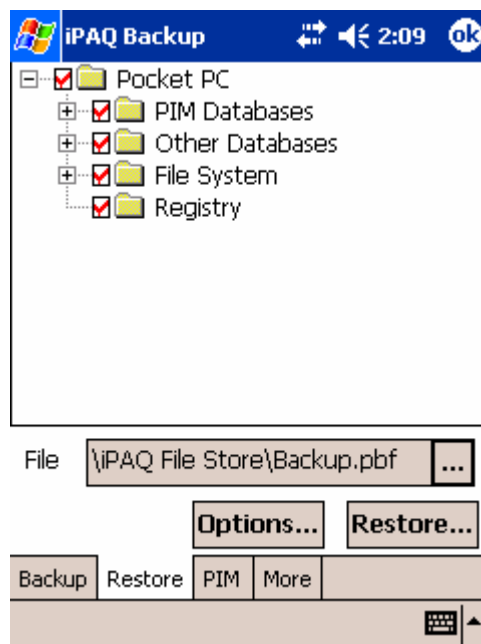 iPAQ Backup 2:09 ok
Pocket PC
PIM Databases
Other Databases
File System
Registry
File \iPAQ File Store\Backup.pbf ...
Options... Restore...
Backup Restore PIM More